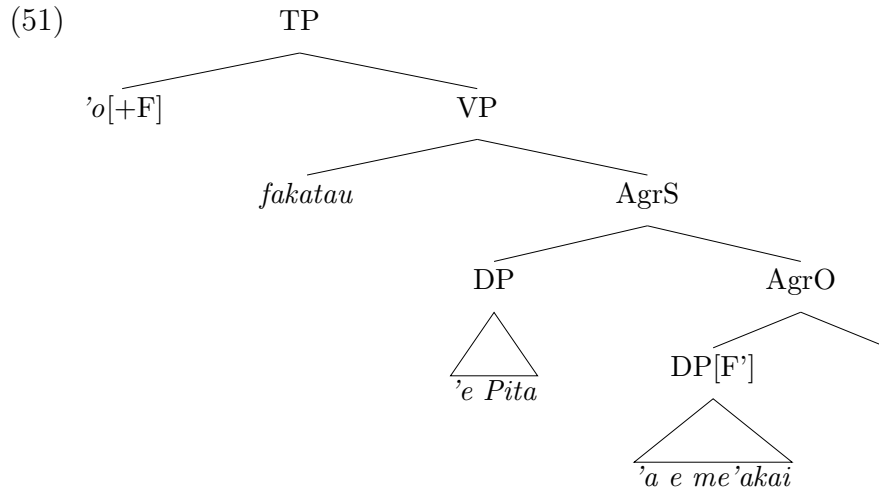 (51) TP
'o[+F] VP
fakatau AgrS
DP AgrO
'e Pita DP[F']
'a e me'akai